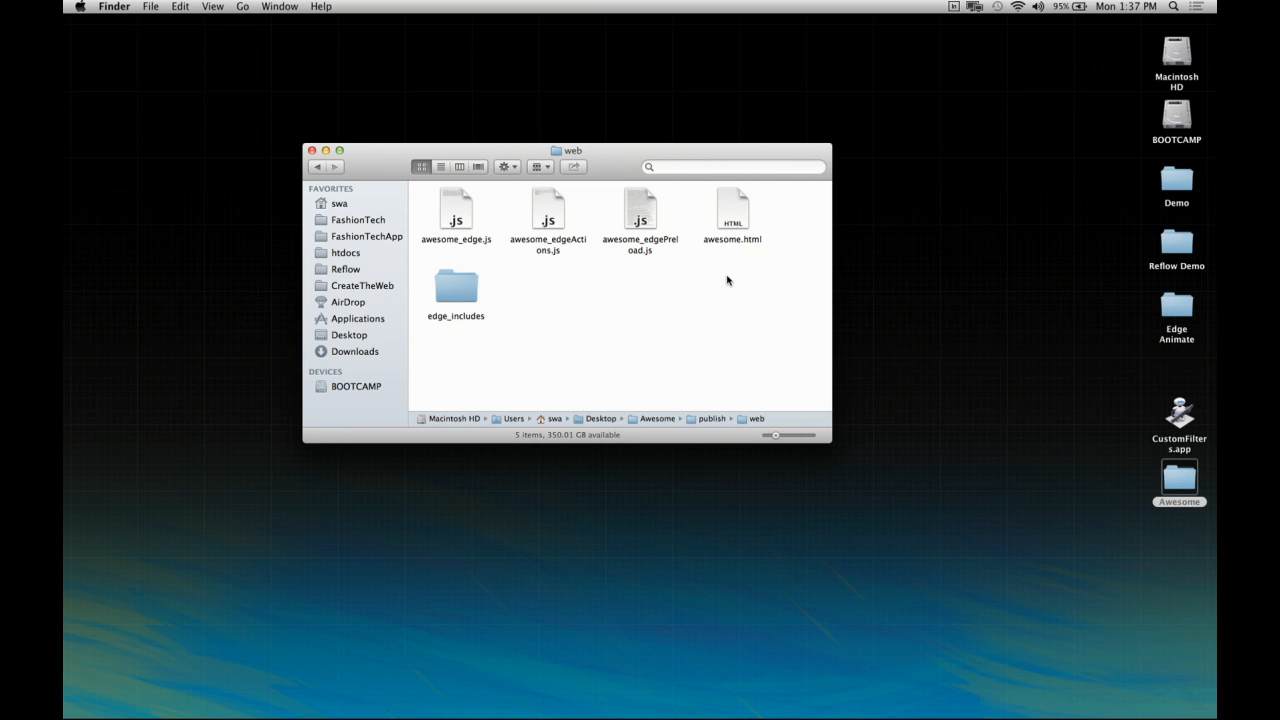 Finder File Edit View Go Window Help
95% Mon 1:37 PM
Macintosh
HD
BOOTCAMP
Demo
Reflow Demo
Edge
Animate
CustomFilter
s.app
Awesome
web
FAVORITES
swa
FashionTech
FashionTechApp
htdocs
Reflow
CreateTheWeb
AirDrop
Applications
Desktop
Downloads
DEVICES
BOOTCAMP
.js
awesome_edge.js
.js
awesome_edgeActi
ons.js
.js
awesome_edgePrel
oad.js
HTML
awesome.html
edge_includes
Macintosh HD Users swa Desktop Awesome publish web
5 items, 350.01 GB available